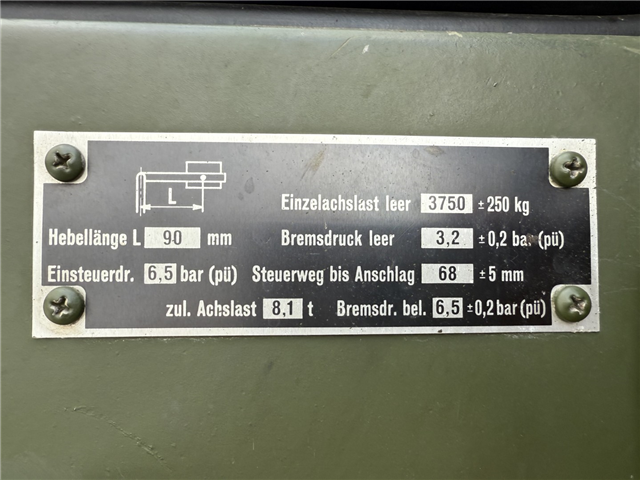 L
Einzelachslast leer 3750 ±250 kg
Hebellänge L 90 mm Bremsdruck leer 3,2 ±0,2 ba. (pü)
Einsteuerdr. 6,5 bar (pü) Steuerweg bis Anschlag 68 ±5 mm
zul. Achslast 8,1 t Bremsdr. bel. 6,5 ±0,2 bar (pü)